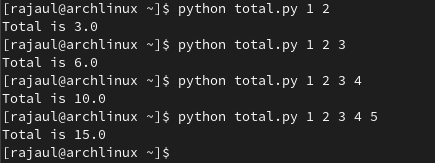 [rajaul@archlinux ~]$ python total.py 1 2
Total is 3.0
[rajaul@archlinux ~]$ python total.py 1 2 3
Total is 6.0
[rajaul@archlinux ~]$ python total.py 1 2 3 4
Total is 10.0
[rajaul@archlinux ~]$ python total.py 1 2 3 4 5
Total is 15.0
[rajaul@archlinux ~]$